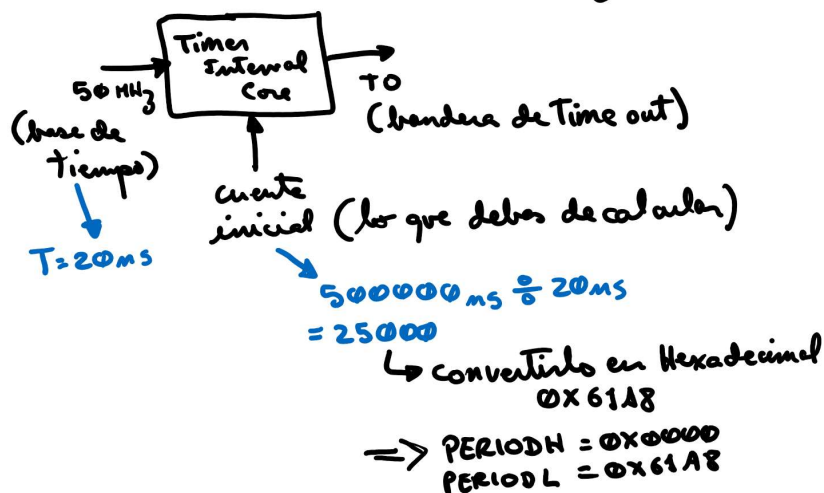 Timer
Interval
Core
50 MHz
TO
(base de
tiempo)
(bandera de Time out)
cuenta
inicial (lo que debes de calcular)
T=20ns
500000ns ÷ 20ns
= 25000
↳ convertirlo en Hexadecimal
0X61A8
=> PERIODH = 0X0000
PERIODL = 0X61A8